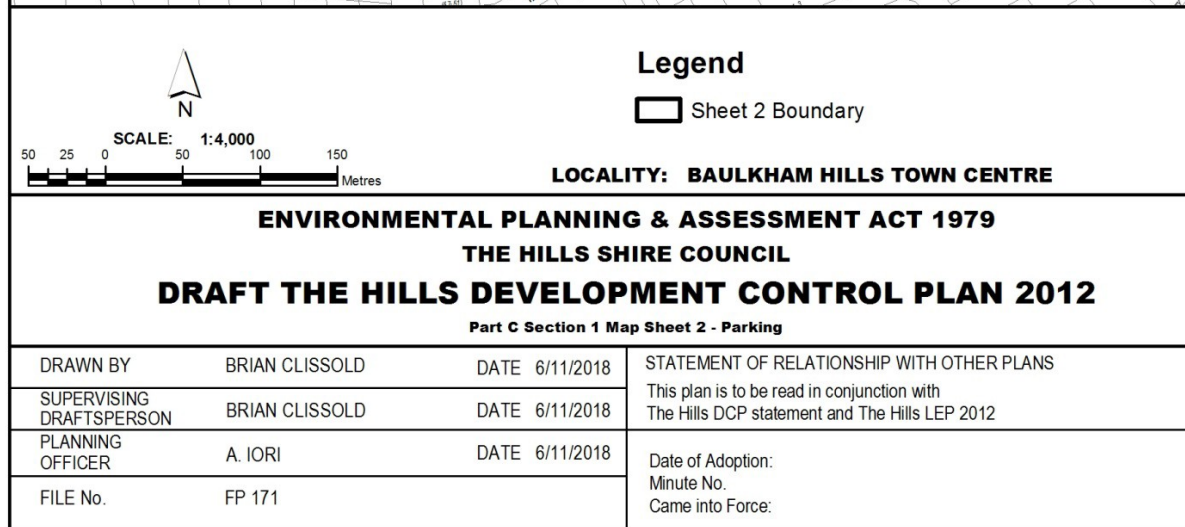 Legend
N
Sheet 2 Boundary
SCALE: 1:4,000
50 25 0 50 100 150
Metres
LOCALITY: BAULKHAM HILLS TOWN CENTRE
ENVIRONMENTAL PLANNING & ASSESSMENT ACT 1979
THE HILLS SHIRE COUNCIL
DRAFT THE HILLS DEVELOPMENT CONTROL PLAN 2012
Part C Section 1 Map Sheet 2 - Parking
DRAWN BY BRIAN CLISSOLD DATE 6/11/2018
SUPERVISING
DRAFTSPERSON BRIAN CLISSOLD DATE 6/11/2018
PLANNING
OFFICER A. IORI DATE 6/11/2018
FILE No. FP 171
STATEMENT OF RELATIONSHIP WITH OTHER PLANS
This plan is to be read in conjunction with
The Hills DCP statement and The Hills LEP 2012
Date of Adoption:
Minute No.
Came into Force: